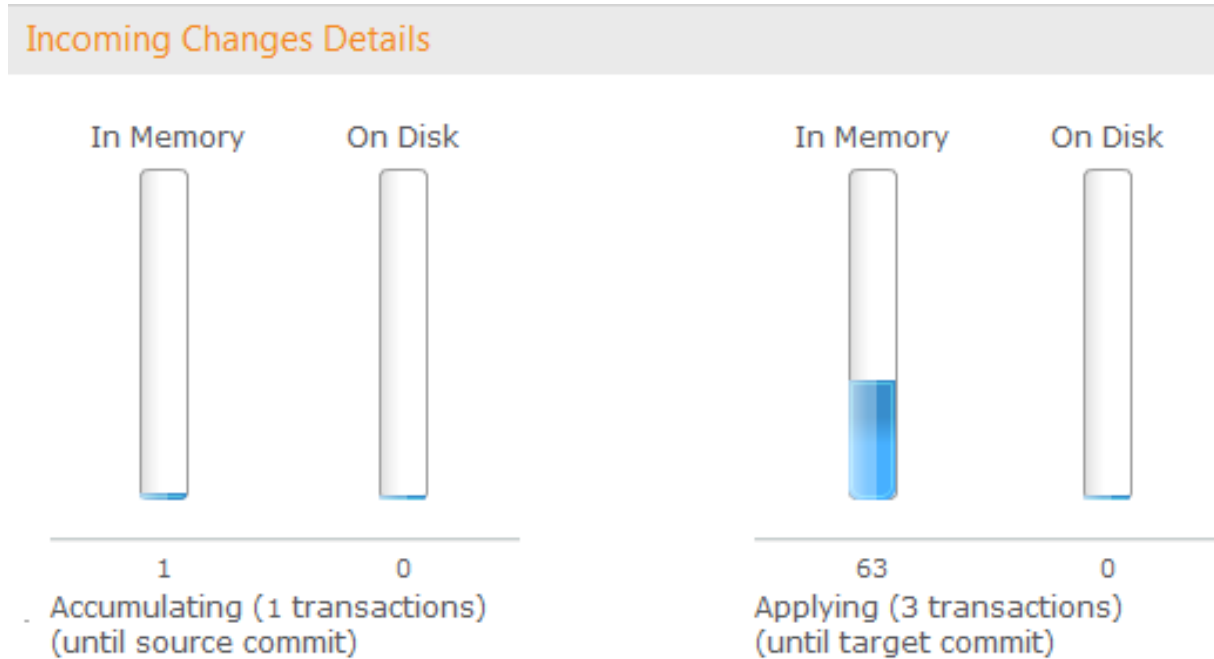 Incoming Changes Details
In Memory On Disk In Memory On Disk
1 0 63 0
Accumulating (1 transactions) Applying (3 transactions)
(until source commit) (until target commit)